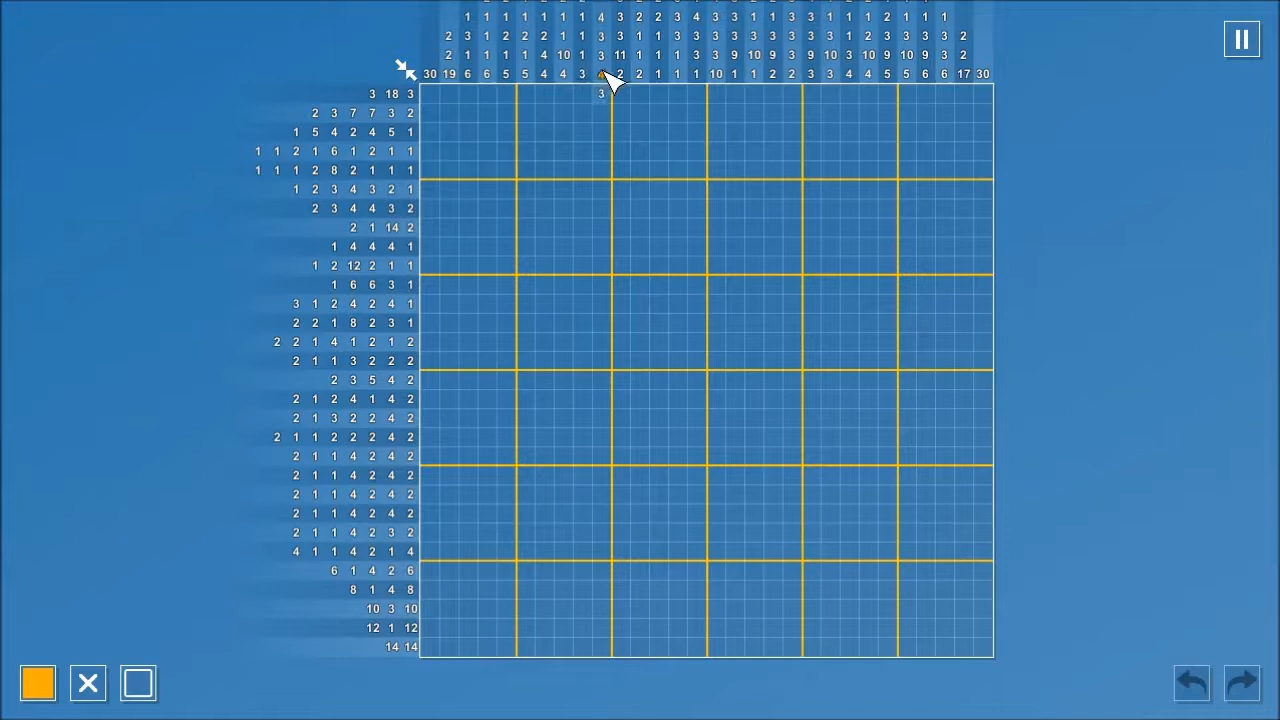 1 1 1 1 1 1 2 4 3 2 2 3 4 3 3 1 1 3 3 1 1 1 2 1 1 1
2 3 1 2 2 2 1 1 3 3 1 1 3 3 3 3 1 1 3 3 1 1 2 3 3 3 3 2
2 1 1 1 1 4 10 1 3 11 1 1 1 3 3 9 10 9 3 9 10 3 10 9 10 9 3 2
30 19 6 6 5 5 4 4 3 2 2 1 1 1 10 1 1 2 2 3 3 4 4 5 5 6 6 17 30
3 18 3 3
2 3 7 7 3 2
1 5 4 2 4 5 1
1 1 2 1 6 1 2 1 1
1 1 1 2 8 2 1 1 1
1 2 3 4 3 2 1
2 3 4 4 3 2
2 1 14 2
1 4 4 4 1
1 2 12 2 1 1
1 6 6 3 1
3 1 2 4 2 4 1
2 2 1 8 2 3 1
2 2 1 4 1 2 1 2
2 1 1 3 2 2 2
2 3 5 4 2
2 1 2 4 1 4 2
2 1 3 2 2 4 2
2 1 1 2 2 2 4 2
2 1 1 4 2 4 2
2 1 1 4 2 4 2
2 1 1 4 2 4 2
2 1 1 4 2 4 2
2 1 1 4 2 3 2
4 1 1 4 2 1 4
6 1 4 2 6
8 1 4 8
10 3 10
12 1 12
14 14